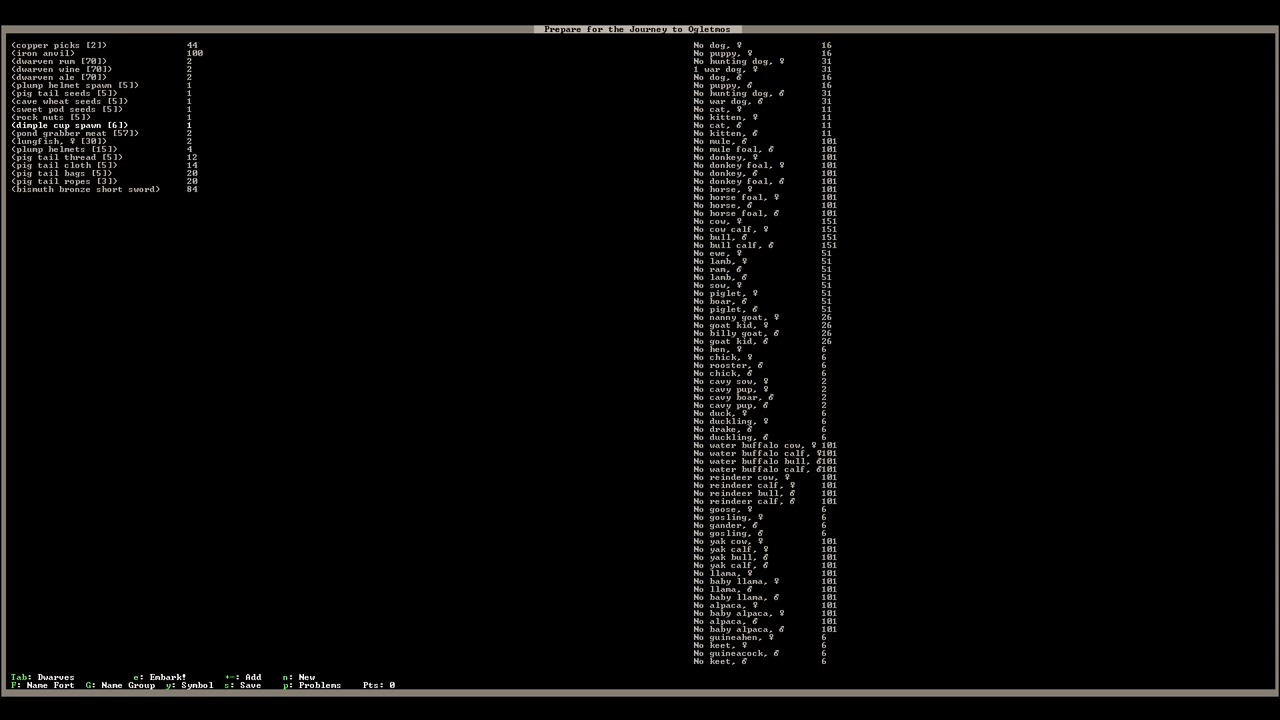 Prepare for the Journey to Ogletmos
(copper picks [2]) 44
(iron anvil) 100
(dwarven rum [70]) 2
(dwarven wine [70]) 2
(dwarven ale [70]) 2
(plump helmet spawn [5]) 1
(pig tail seeds [5]) 1
(cave wheat seeds [5]) 1
(sweet pod seeds [5]) 1
(rock nuts [5]) 1
(dimple cup spawn [6]) 1
(pond grabber meat [57]) 2
(lungfish, ♀ [30]) 2
(plump helmets [15]) 4
(pig tail thread [5]) 12
(pig tail cloth [5]) 14
(pig tail bags [5]) 20
(pig tail ropes [3]) 20
(bismuth bronze short sword) 84
No dog, ♀ 16
No puppy, ♀ 16
No hunting dog, ♀ 31
1 war dog, ♀ 31
No dog, ♂ 16
No puppy, ♂ 16
No hunting dog, ♂ 31
No war dog, ♂ 31
No cat, ♀ 11
No kitten, ♀ 11
No cat, ♂ 11
No kitten, ♂ 11
No mule, ♂ 101
No mule foal, ♂ 101
No donkey, ♀ 101
No donkey foal, ♀ 101
No donkey, ♂ 101
No donkey foal, ♂ 101
No horse, ♀ 101
No horse foal, ♀ 101
No horse, ♂ 101
No horse foal, ♂ 101
No cow, ♀ 151
No cow calf, ♀ 151
No bull, ♂ 151
No bull calf, ♂ 151
No ewe, ♀ 51
No lamb, ♀ 51
No ram, ♂ 51
No lamb, ♂ 51
No sow, ♀ 51
No piglet, ♀ 51
No boar, ♂ 51
No piglet, ♂ 51
No nanny goat, ♀ 26
No goat kid, ♀ 26
No billy goat, ♂ 26
No goat kid, ♂ 26
No hen, ♀ 6
No chick, ♀ 6
No rooster, ♂ 6
No chick, ♂ 6
No cavy sow, ♀ 2
No cavy pup, ♀ 2
No cavy boar, ♂ 2
No cavy pup, ♂ 2
No duck, ♀ 6
No duckling, ♀ 6
No drake, ♂ 6
No duckling, ♂ 6
No water buffalo cow, ♀ 101
No water buffalo calf, ♀101
No water buffalo bull, ♂101
No water buffalo calf, ♂101
No reindeer cow, ♀ 101
No reindeer calf, ♀ 101
No reindeer bull, ♂ 101
No reindeer calf, ♂ 101
No goose, ♀ 6
No gosling, ♀ 6
No gander, ♂ 6
No gosling, ♂ 6
No yak cow, ♀ 101
No yak calf, ♀ 101
No yak bull, ♂ 101
No yak calf, ♂ 101
No llama, ♀ 101
No baby llama, ♀ 101
No llama, ♂ 101
No baby llama, ♂ 101
No alpaca, ♀ 101
No baby alpaca, ♀ 101
No alpaca, ♂ 101
No baby alpaca, ♂ 101
No guineahen, ♀ 6
No keet, ♀ 6
No guineacock, ♂ 6
No keet, ♂ 6
Tab: Dwarves e: Embark! +-: Add n: New
F: Name Fort G: Name Group y: Symbol s: Save p: Problems Pts: 0